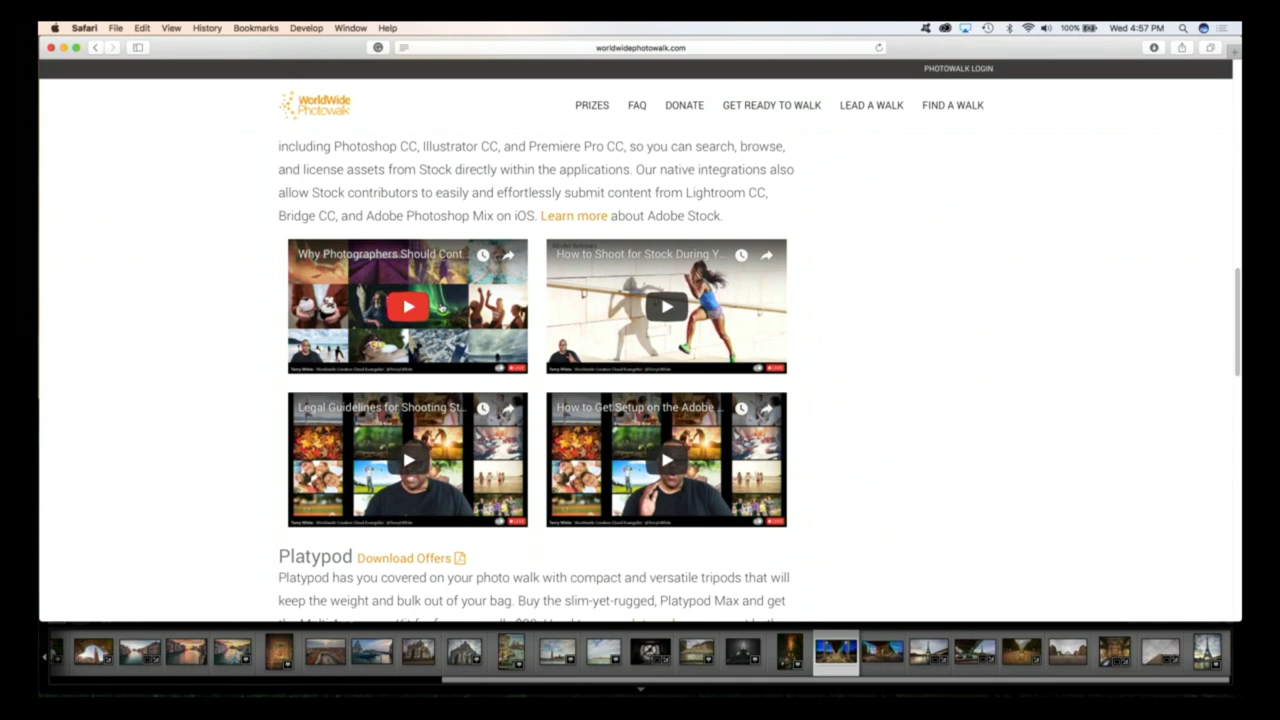 Safari File Edit View History Bookmarks Develop Window Help 100% Wed 4:57 PM
worldwidephotowalk.com
PHOTOWALK LOGIN
WorldWide
Photowalk
PRIZES FAQ DONATE GET READY TO WALK LEAD A WALK FIND A WALK
including Photoshop CC, Illustrator CC, and Premiere Pro CC, so you can search, browse,
and license assets from Stock directly within the applications. Our native integrations also
allow Stock contributors to easily and effortlessly submit content from Lightroom CC,
Bridge CC, and Adobe Photoshop Mix on iOS. Learn more about Adobe Stock.
Why Photographers Should Cont...
How to Shoot for Stock During Y...
Legal Guidelines for Shooting St...
How to Get Setup on the Adobe ...
Platypod Download Offers
Platypod has you covered on your photo walk with compact and versatile tripods that will
keep the weight and bulk out of your bag. Buy the slim-yet-rugged, Platypod Max and get